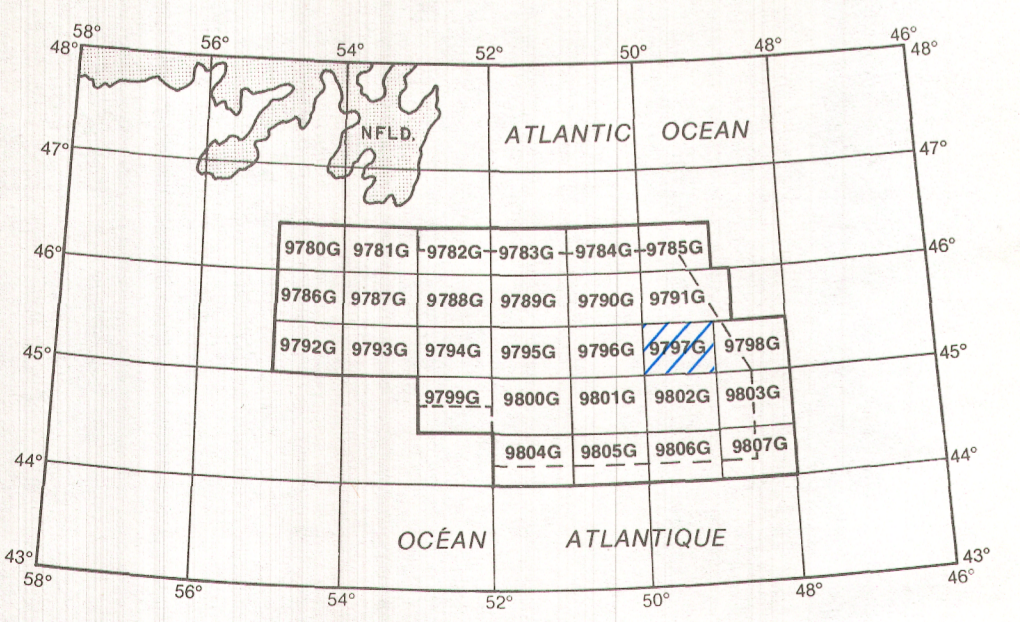 58° 56° 54° 52° 50° 48° 46°
48° 48°
NFLD. ATLANTIC OCEAN
47° 47°
46° 9780G 9781G 9782G 9783G 9784G 9785G 46°
9786G 9787G 9788G 9789G 9790G 9791G
45° 9792G 9793G 9794G 9795G 9796G 9797G 9798G 45°
9799G 9800G 9801G 9802G 9803G
44° 9804G 9805G 9806G 9807G 44°
OCÉAN ATLANTIQUE
43° 43°
58° 56° 54° 52° 50° 48° 46°